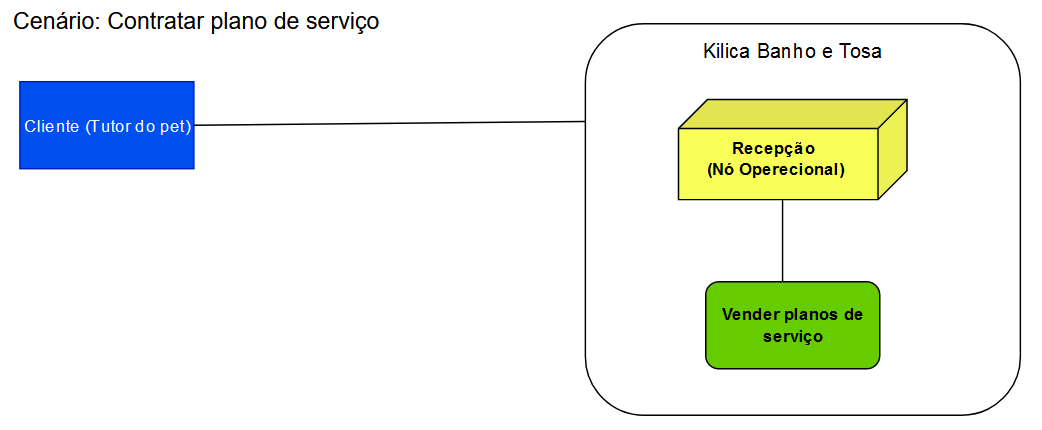 Cenário: Contratar plano de serviço
Kilica Banho e Tosa
Cliente (Tutor do pet)
Recepção
(Nó Operecional)
Vender planos de
serviço